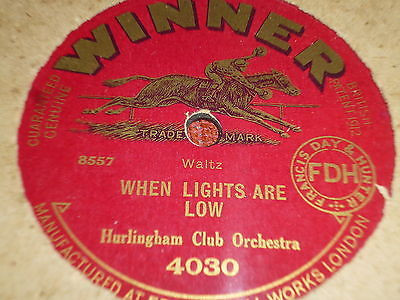 WINNER
GUARANTEED
GENUINE
PATENT 1912
TRADE MARK
8557
Waltz
WHEN LIGHTS ARE
LOW
FRANCIS DAY & HUNTER
FDH
Hurlingham Club Orchestra
4030
MANUFACTURED AT WORKS LONDON